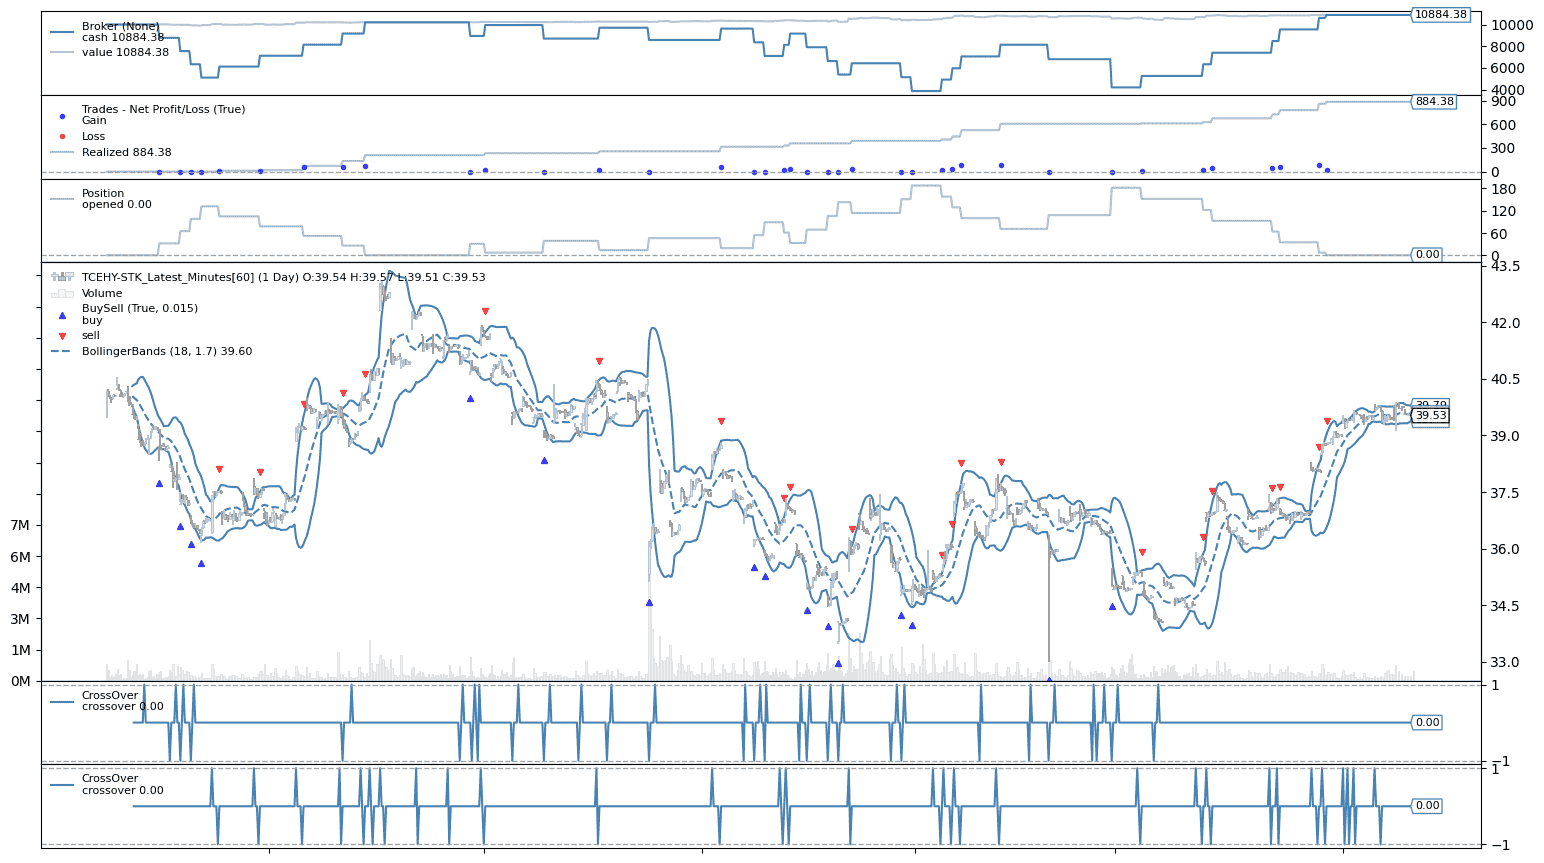 Broker (None)
cash 10884.38
value 10884.38
10884.38
10000
8000
6000
4000
Trades - Net Profit/Loss (True)
Gain
Loss
Realized 884.38
884.38
900
600
300
0
Position
opened 0.00
180
120
60
0
0.00
TCEHY-STK_Latest_Minutes[60] (1 Day) O:39.54 H:39.57 L:39.51 C:39.53
Volume
BuySell (True, 0.015)
buy
sell
BollingerBands (18, 1.7) 39.60
43.5
42.0
40.5
39.79
39.53
39.0
37.5
36.0
34.5
33.0
7M
6M
4M
3M
1M
0M
CrossOver
crossover 0.00
1
0.00
−1
CrossOver
crossover 0.00
1
0.00
−1